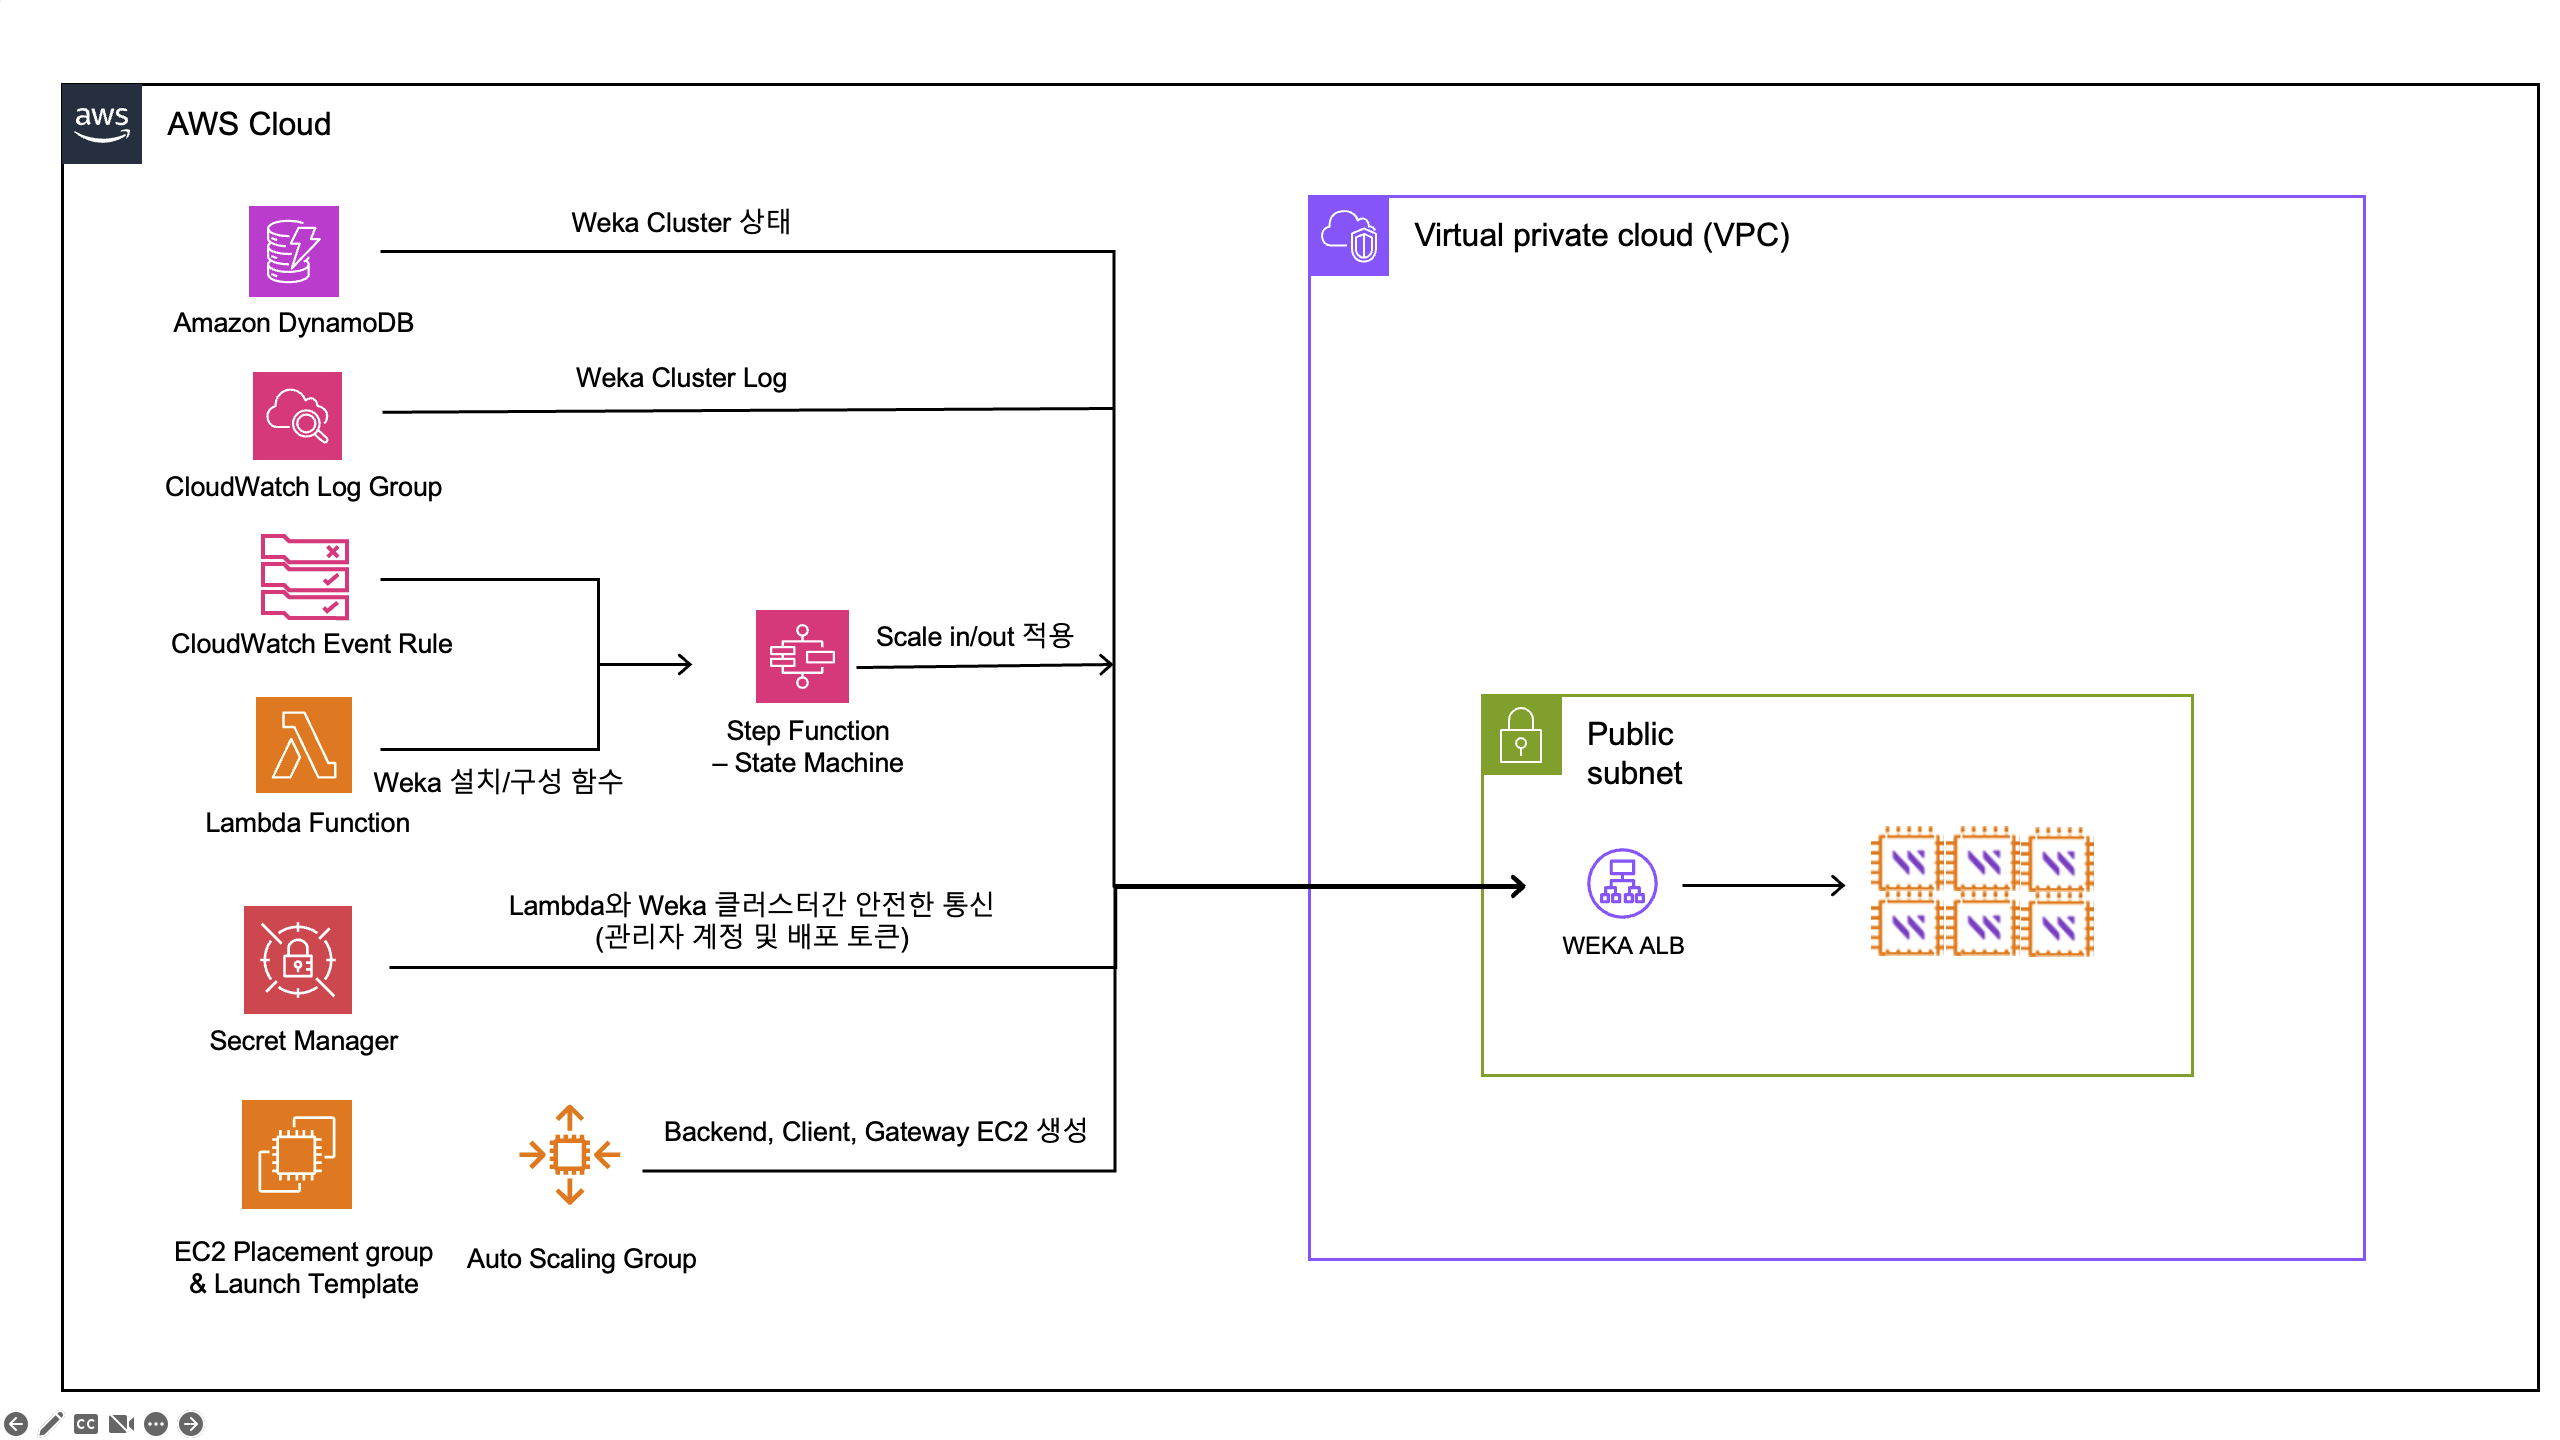 aws
AWS Cloud
Weka Cluster 상태
Amazon DynamoDB
Weka Cluster Log
CloudWatch Log Group
CloudWatch Event Rule
Weka 설치/구성 함수
Lambda Function
Scale in/out 적용
Step Function
– State Machine
Lambda와 Weka 클러스터간 안전한 통신
(관리자 계정 및 배포 토큰)
Secret Manager
Backend, Client, Gateway EC2 생성
EC2 Placement group
& Launch Template
Auto Scaling Group
Virtual private cloud (VPC)
Public
subnet
WEKA ALB
CC